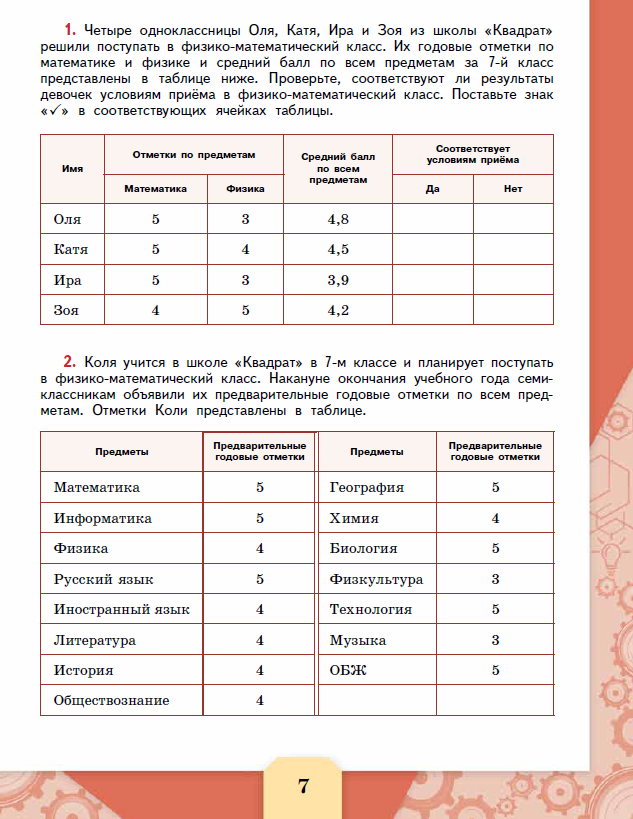 1. Четыре одноклассницы Оля, Катя, Ира и Зоя из школы «Квадрат»
решили поступать в физико-математический класс. Их годовые отметки по
математике и физике и средний балл по всем предметам за 7-й класс
представлены в таблице ниже. Проверьте, соответствуют ли результаты
девочек условиям приёма в физико-математический класс. Поставьте знак
«✓» в соответствующих ячейках таблицы.
Имя
Отметки по предметам
Средний балл
по всем
предметам
Соответствует
условиям приёма
Математика Физика Да Нет
Оля 5 3 4,8
Катя 5 4 4,5
Ира 5 3 3,9
Зоя 4 5 4,2
2. Коля учится в школе «Квадрат» в 7-м классе и планирует поступать
в физико-математический класс. Накануне окончания учебного года семи-
классникам объявили их предварительные годовые отметки по всем пред-
метам. Отметки Коли представлены в таблице.
Предметы
Предварительные
годовые отметки
Предметы
Предварительные
годовые отметки
Математика 5 География 5
Информатика 5 Химия 4
Физика 4 Биология 5
Русский язык 5 Физкультура 3
Иностранный язык 4 Технология 5
Литература 4 Музыка 3
История 4 ОБЖ 5
Обществознание 4
7